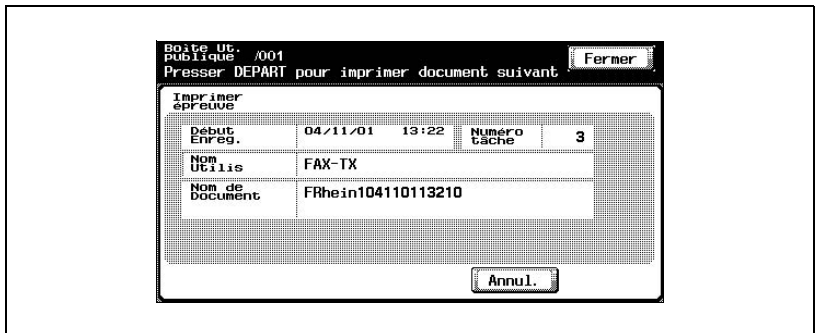 Boîte Ut.
publique /001
Fermer
Presser DEPART pour imprimer document suivant
Imprimer
épreuve
Début
Enreg.
04/11/01 13:22
Numéro
tâche
3
Nom
Utilis
FAX-TX
Nom de
Document
FRhein104110113210
Annul.